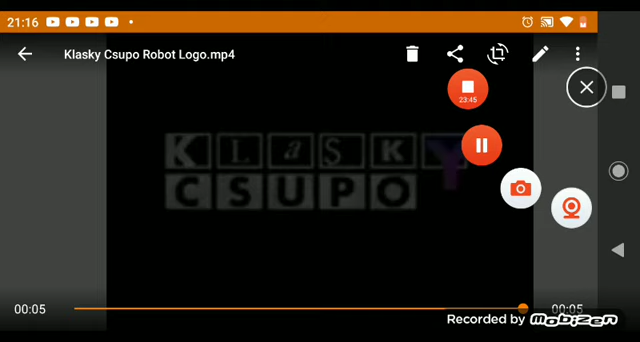 21:16
Klasky Csupo Robot Logo.mp4
23:45
KLaSKY
CSUPO
00:05
00:05
Recorded by Mobizen